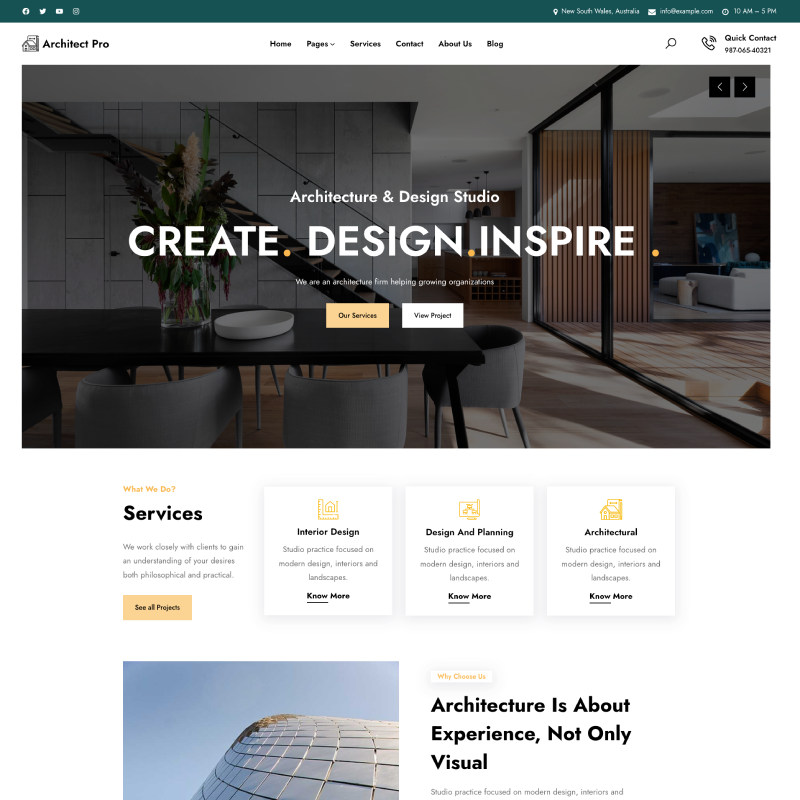 New South Wales, Australia info@example.com 10 AM – 5 PM
Architect Pro Home Pages Services Contact About Us Blog Quick Contact
987-065-40321
Architecture & Design Studio
CREATE. DESIGN.INSPIRE .
We are an architecture firm helping growing organizations
Our Services View Project
What We Do?
Services
We work closely with clients to gain
an understanding of your desires
both philosophical and practical.
See all Projects
Interior Design
Studio practice focused on
modern design, interiors and
landscapes.
Know More
Design And Planning
Studio practice focused on
modern design, interiors and
landscapes.
Know More
Architectural
Studio practice focused on
modern design, interiors and
landscapes.
Know More
Why Choose Us
Architecture Is About
Experience, Not Only
Visual
Studio practice focused on modern design, interiors and